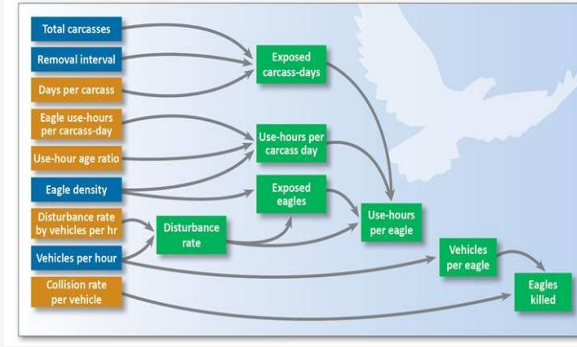 Total carcasses
Removal interval
Days per carcass
Eagle use-hours
per carcass-day
Use-hour age ratio
Eagle density
Disturbance rate
by vehicles per hr
Vehicles per hour
Collision rate
per vehicle
Exposed
carcass-days
Use-hours per
carcass day
Exposed
eagles
Disturbance
rate
Use-hours
per eagle
Vehicles
per eagle
Eagles
killed